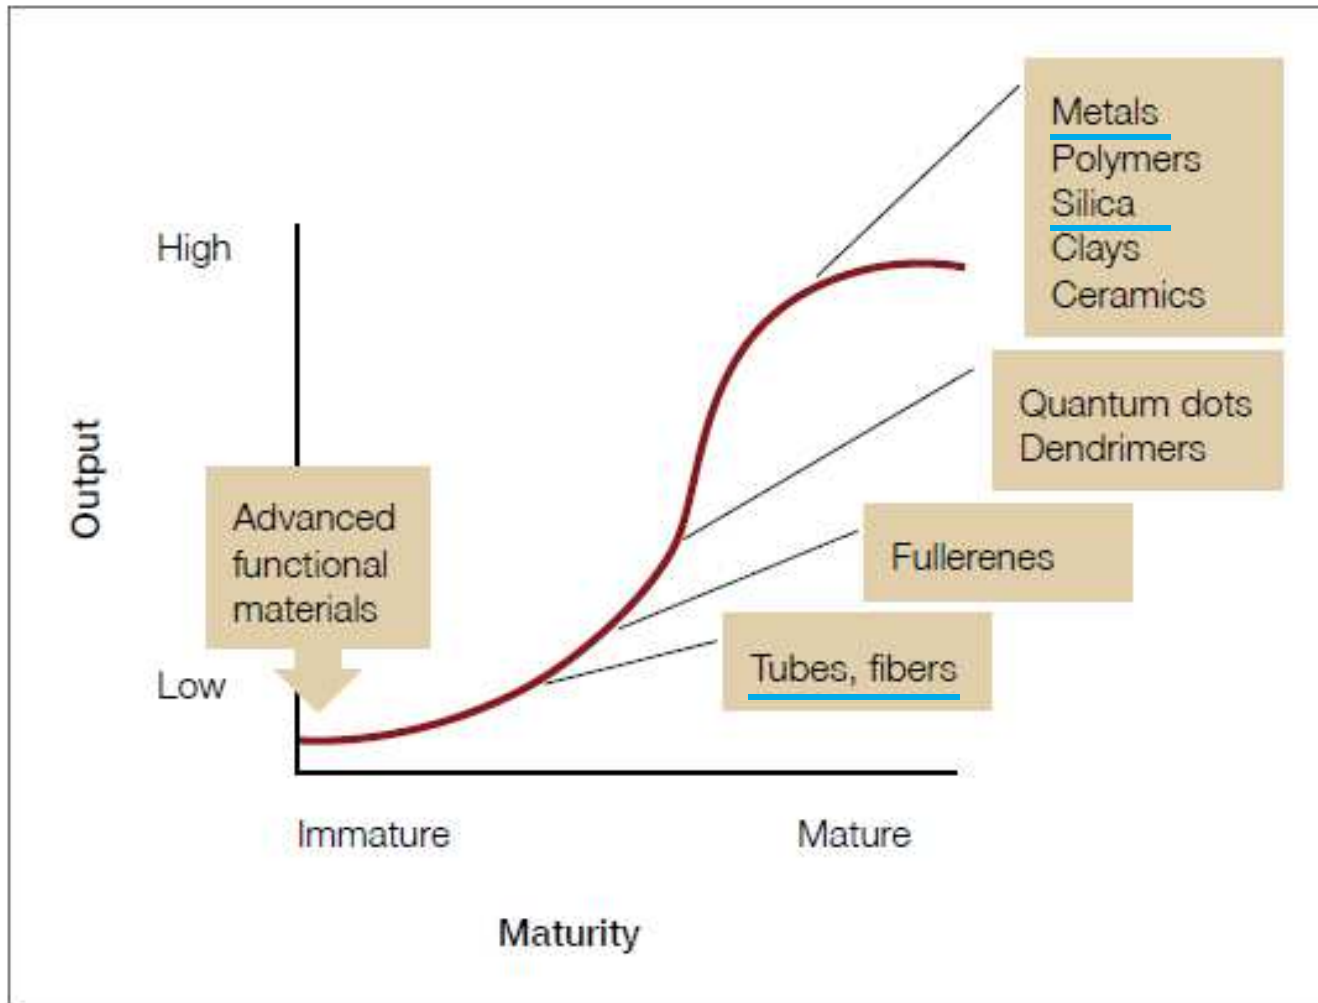 Metals
Polymers
Silica
Clays
Ceramics
High
Quantum dots
Dendrimers
Output
Advanced
functional
materials
Fullerenes
Tubes, fibers
Low
Immature
Mature
Maturity